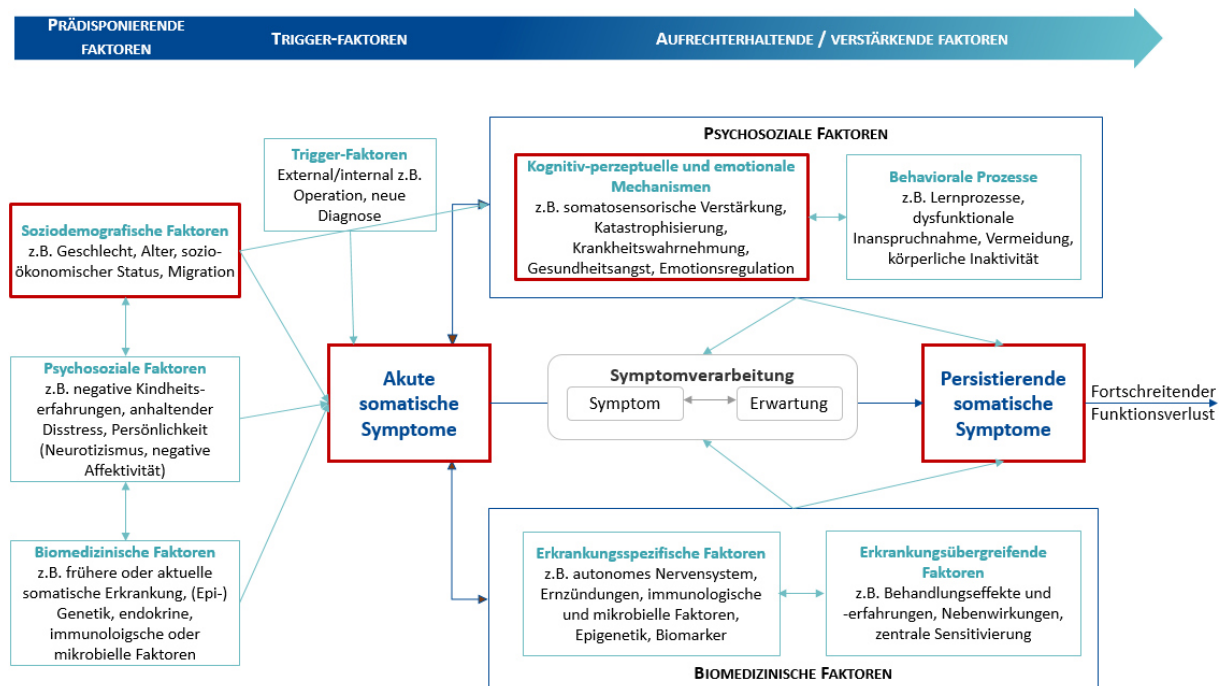 PRÄDISPONIERENDE
FAKTOREN
TRIGGER-FAKTOREN
AUFRECHTERHALTENDE / VERSTÄRKENDE FAKTOREN
PSYCHOSOZIALE FAKTOREN
Trigger-Faktoren
External/internal z.B.
Operation, neue
Diagnose
Kognitiv-perzeptuelle und emotionale
Mechanismen
z.B. somatosensorische Verstärkung,
Katastrophisierung,
Krankheitswahrnehmung,
Gesundheitsangst, Emotionsregulation
Behaviorale Prozesse
z.B. Lernprozesse,
dysfunktionale
Inanspruchnahme, Vermeidung,
körperliche Inaktivität
Soziodemografische Faktoren
z.B. Geschlecht, Alter, sozio-
ökonomischer Status, Migration
Psychosoziale Faktoren
z.B. negative Kindheits-
erfahrungen, anhaltender
Disstress, Persönlichkeit
(Neurotizismus, negative
Affektivität)
Akute
somatische
Symptome
Symptomverarbeitung
Symptom
Erwartung
Persistierende
somatische
Symptome
Fortschreitender
Funktionsverlust
Biomedizinische Faktoren
z.B. frühere oder aktuelle
somatische Erkrankung, (Epi-)
Genetik, endokrine,
immunoloigsche oder
mikrobielle Faktoren
Erkrankungsspezifische Faktoren
z.B. autonomes Nervensystem,
Ernzündungen, immunologische
und mikrobielle Faktoren,
Epigenetik, Biomarker
Erkrankungsübergreifende
Faktoren
z.B. Behandlungseffekte und
-erfahrungen, Nebenwirkungen,
zentrale Sensitivierung
BIOMEDIZINISCHE FAKTOREN